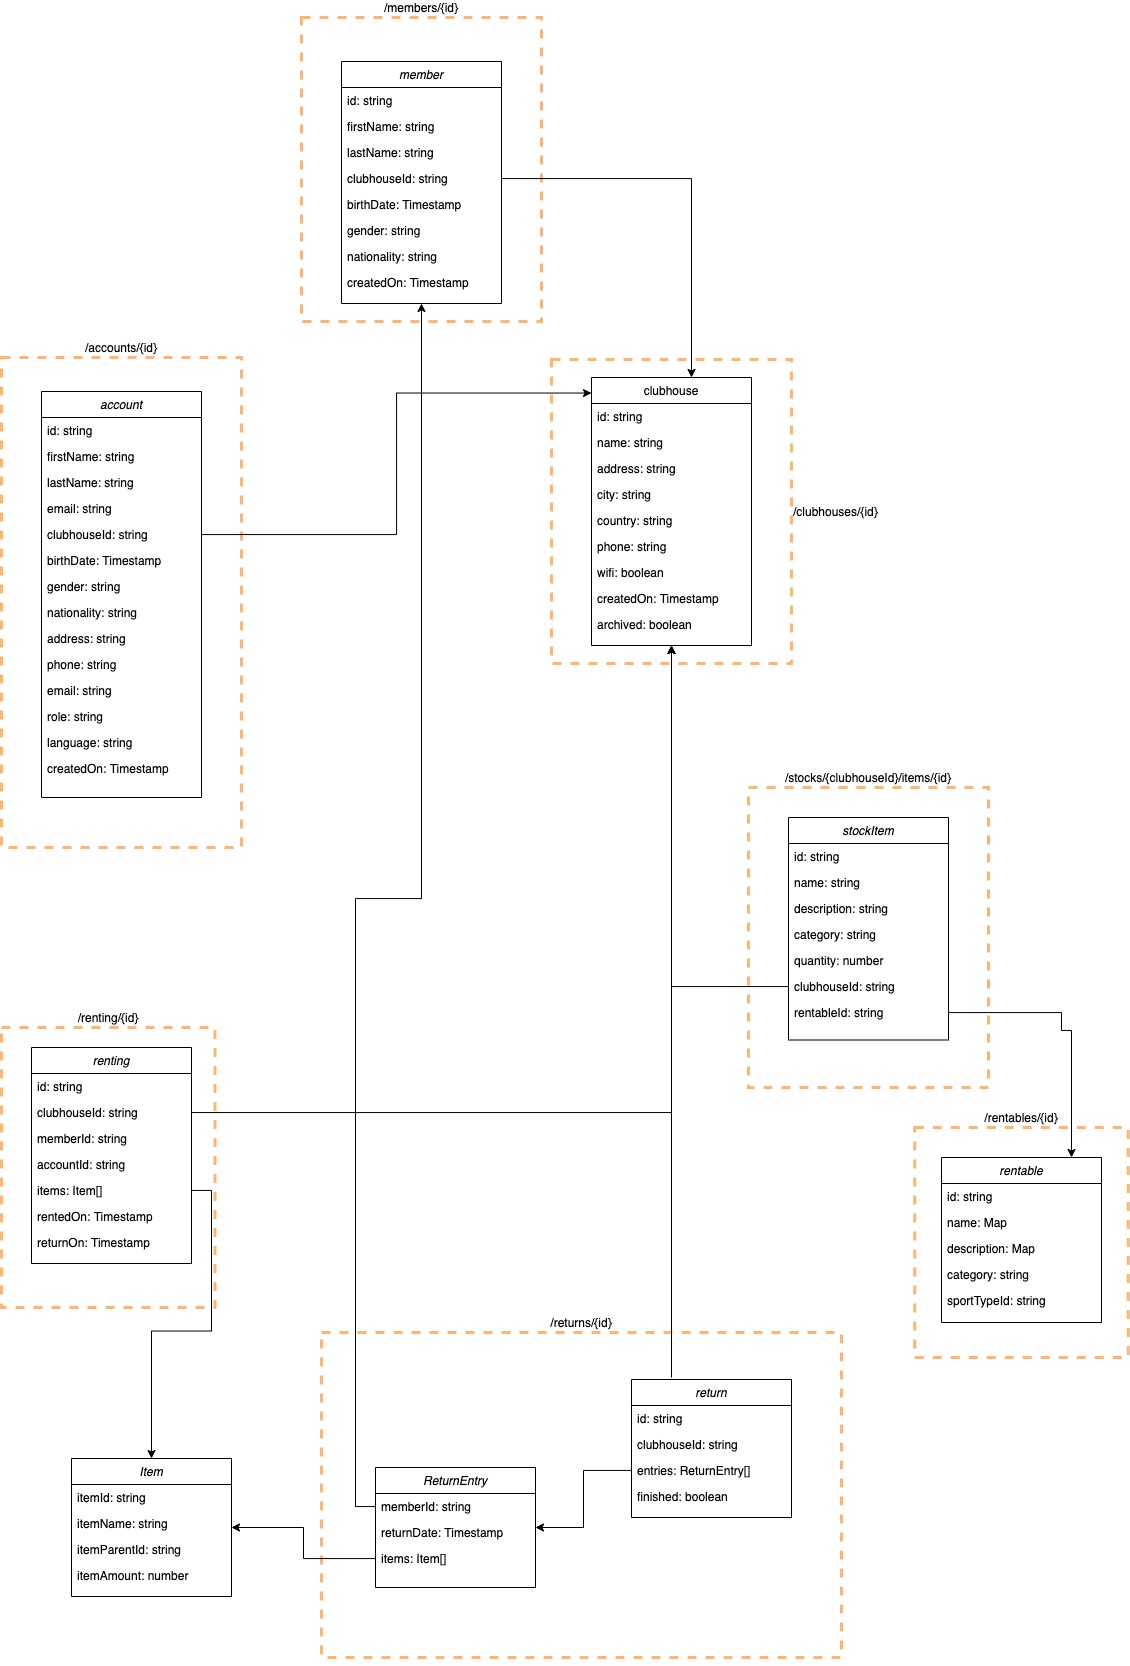 /members/{id}
member
id: string
firstName: string
lastName: string
clubhouseId: string
birthDate: Timestamp
gender: string
nationality: string
createdOn: Timestamp
/accounts/{id}
account
id: string
firstName: string
lastName: string
email: string
clubhouseId: string
birthDate: Timestamp
gender: string
nationality: string
address: string
phone: string
email: string
role: string
language: string
createdOn: Timestamp
clubhouse
id: string
name: string
address: string
city: string
country: string
phone: string
wifi: boolean
createdOn: Timestamp
archived: boolean
/clubhouses/{id}
/stocks/{clubhouseId}/items/{id}
stockItem
id: string
name: string
description: string
category: string
quantity: number
clubhouseId: string
rentableId: string
/renting/{id}
renting
id: string
clubhouseId: string
memberId: string
accountId: string
items: Item[]
rentedOn: Timestamp
returnOn: Timestamp
/rentables/{id}
rentable
id: string
name: Map
description: Map
category: string
sportTypeId: string
/returns/{id}
return
id: string
clubhouseId: string
entries: ReturnEntry[]
finished: boolean
Item
itemId: string
itemName: string
itemParentId: string
itemAmount: number
ReturnEntry
memberId: string
returnDate: Timestamp
items: Item[]